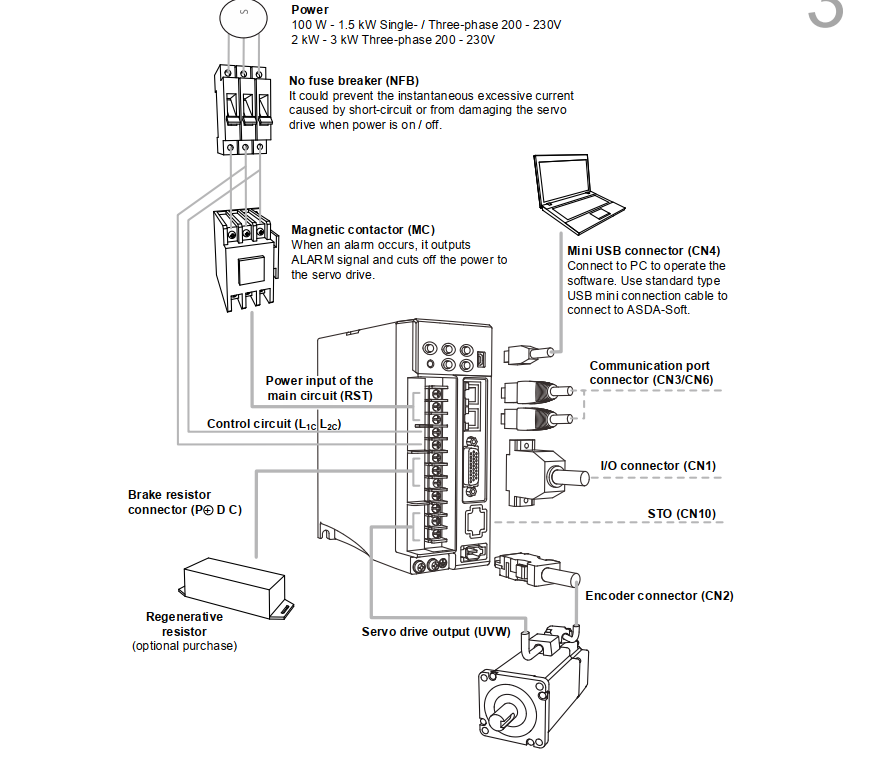 3
S
Power
100 W - 1.5 kW Single- / Three-phase 200 - 230V
2 kW - 3 kW Three-phase 200 - 230V
No fuse breaker (NFB)
It could prevent the instantaneous excessive current
caused by short-circuit or from damaging the servo
drive when power is on / off.
Magnetic contactor (MC)
When an alarm occurs, it outputs
ALARM signal and cuts off the power to
the servo drive.
Mini USB connector (CN4)
Connect to PC to operate the
software. Use standard type
USB mini connection cable to
connect to ASDA-Soft.
Power input of the
main circuit (RST)
Communication port
connector (CN3/CN6)
Control circuit (L1C L2C)
I/O connector (CN1)
Brake resistor
connector (P⊕ D C)
STO (CN10)
Encoder connector (CN2)
Regenerative
resistor
(optional purchase)
Servo drive output (UVW)